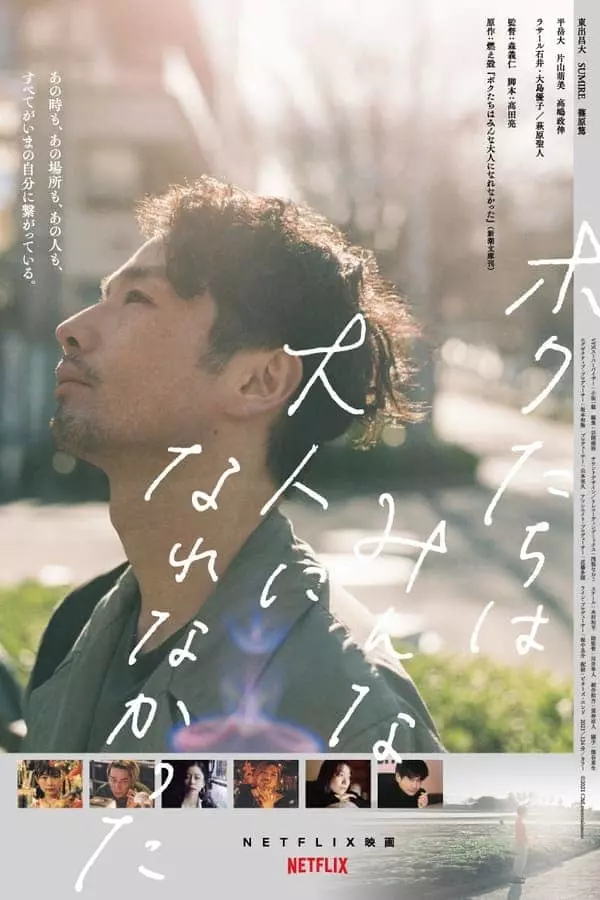 東出昌大　SUMIRE　篠原篤
平岳大　片山萌美　高嶋政伸
ラサール石井・大島優子／萩原聖人
監督：森義仁　脚本：高田亮
原作：燃え殻『ボクたちはみんな大人になれなかった』（新潮文庫刊）
あの時も、あの場所も、あの人も、
すべてがいまの自分に繋がっている。
ボクたちは
みんな
大人に
なれなかった
NETFLIX映画
NETFLIX